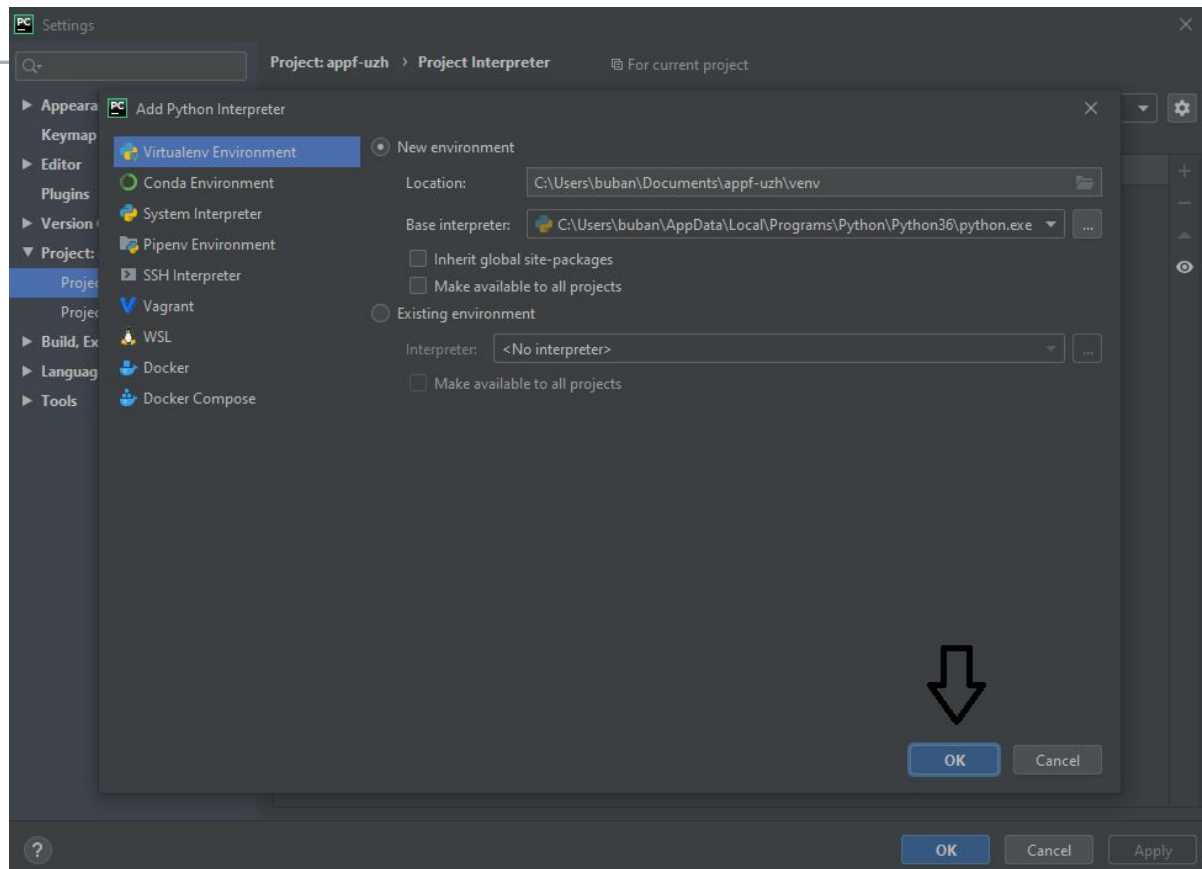 PC Settings
Project: appf-uzh › Project Interpreter For current project
Appeara
Keymap
Editor
Plugins
Version
Project:
Projec
Projec
Build, Ex
Languag
Tools
PC Add Python Interpreter
Virtualenv Environment
Conda Environment
System Interpreter
Pipenv Environment
SSH Interpreter
Vagrant
WSL
Docker
Docker Compose
New environment
Location: C:\Users\buban\Documents\appf-uzh\venv
Base interpreter: C:\Users\buban\AppData\Local\Programs\Python\Python36\python.exe ...
Inherit global site-packages
Make available to all projects
Existing environment
Interpreter: <No interpreter> ...
Make available to all projects
OK Cancel
? OK Cancel Apply